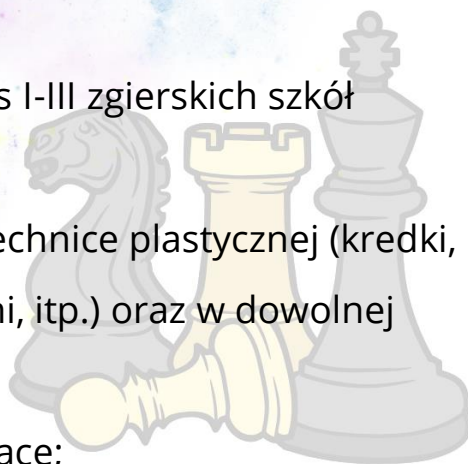 s I-III zgierskich szkół
echnice plastycznej (kredki,
ni, itp.) oraz w dowolnej
ace;